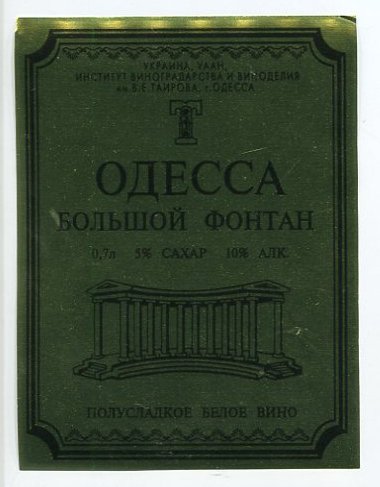 УКРАИНА, УААН,
ИНСТИТУТ ВИНОГРАДАРСТВА И ВИНОДЕЛИЯ
им В.Е.ТАИРОВА, г.ОДЕССА
Т
ОДЕССА
БОЛЬШОЙ ФОНТАН
0,7л 5% САХАР 10% АЛК.
ПОЛУСЛАДКОЕ БЕЛОЕ ВИНО